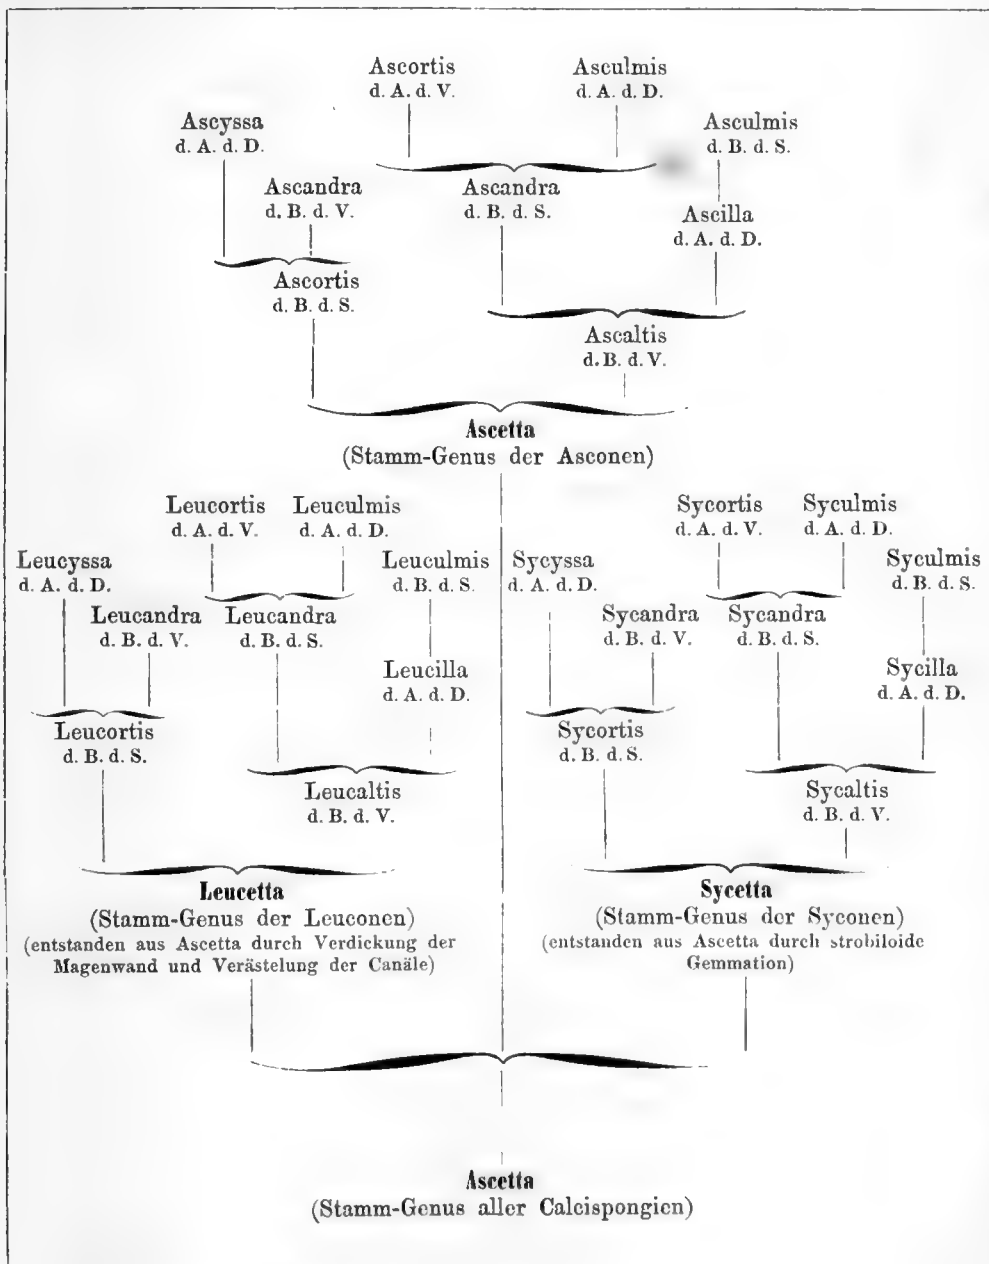 Ascortis
d. A. d. V.
Asculmis
d. A. d. D.
Ascyssa
d. A. d. D.
Asculmis
d. B. d. S.
Ascandra
d. B. d. V.
Ascandra
d. B. d. S.
Ascilla
d. A. d. D.
Ascortis
d. B. d. S.
Ascaltis
d. B. d. V.
Ascetta
(Stamm-Genus der Asconen)
Leucortis
d. A. d. V.
Leuculmis
d. A. d. D.
Leucyssa
d. A. d. D.
Leuculmis
d. B. d. S.
Leucandra
d. B. d. V.
Leucandra
d. B. d. S.
Leucilla
d. A. d. D.
Leucortis
d. B. d. S.
Leucaltis
d. B. d. V.
Leucetta
(Stamm-Genus der Leuconen)
(entstanden aus Ascetta durch Verdickung der
Magenwand und Verästelung der Canäle)
Sycortis
d. A. d. V.
Syculmis
d. A. d. D.
Sycyssa
d. A. d. D.
Syculmis
d. B. d. S.
Sycandra
d. B. d. V.
Sycandra
d. B. d. S.
Sycilla
d. A. d. D.
Sycortis
d. B. d. S.
Sycaltis
d. B. d. V.
Sycetta
(Stamm-Genus der Syconen)
(entstanden aus Ascetta durch strobiloide
Gemmation)
Ascetta
(Stamm-Genus aller Calcispongien)